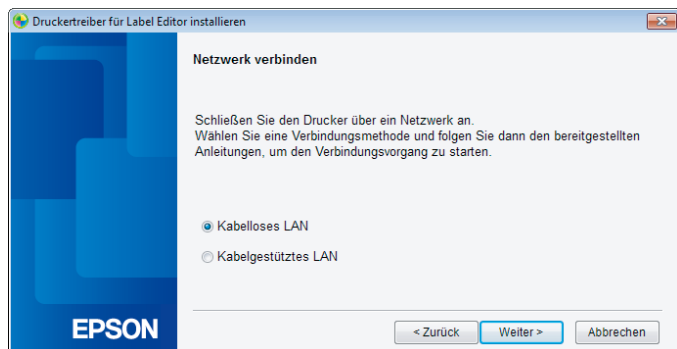 Druckertreiber für Label Editor installieren
Netzwerk verbinden
Schließen Sie den Drucker über ein Netzwerk an.
Wählen Sie eine Verbindungsmethode und folgen Sie dann den bereitgestellten
Anleitungen, um den Verbindungsvorgang zu starten.
Kabelloses LAN
Kabelgestütztes LAN
EPSON
< Zurück
Weiter >
Abbrechen